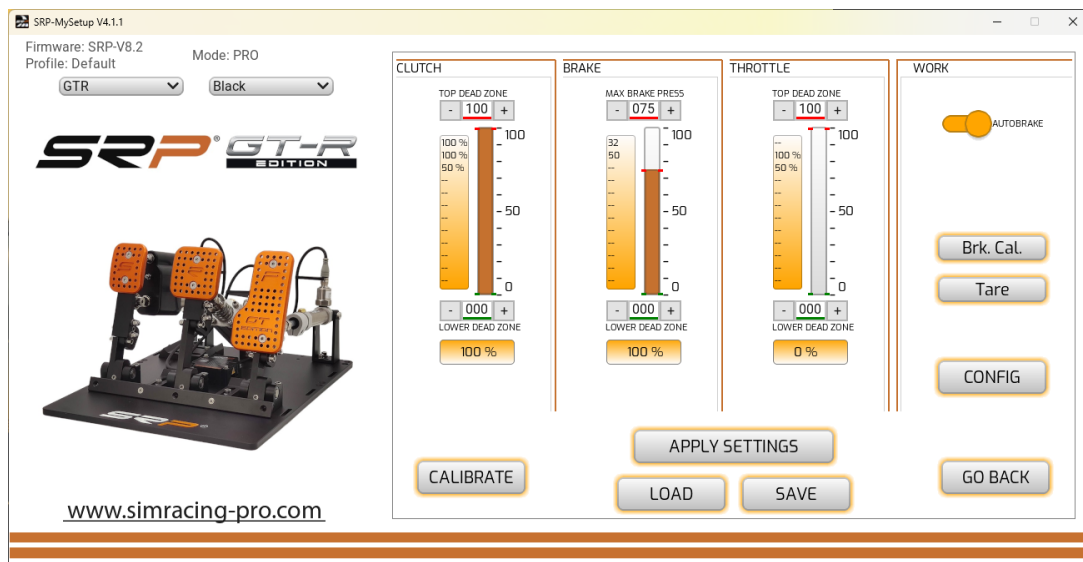 SRP-MySetup V4.1.1
Firmware: SRP-V8.2
Profile: Default
Mode: PRO
GTR
Black
SRP® GT-R
EDITION
GT
EDITION
SRP®
www.simracing-pro.com
CLUTCH
TOP DEAD ZONE
- 100 +
100 %
100 %
50 %
--
--
--
--
--
--
--
100
50
0
- 000 +
LOWER DEAD ZONE
100 %
BRAKE
MAX BRAKE PRESS
- 075 +
32
50
--
--
--
--
--
--
--
--
100
50
0
- 000 +
LOWER DEAD ZONE
100 %
THROTTLE
TOP DEAD ZONE
- 100 +
--
100 %
50 %
--
--
--
--
--
--
--
100
50
0
- 000 +
LOWER DEAD ZONE
0 %
WORK
AUTOBRAKE
Brk. Cal.
Tare
CONFIG
APPLY SETTINGS
CALIBRATE
LOAD
SAVE
GO BACK